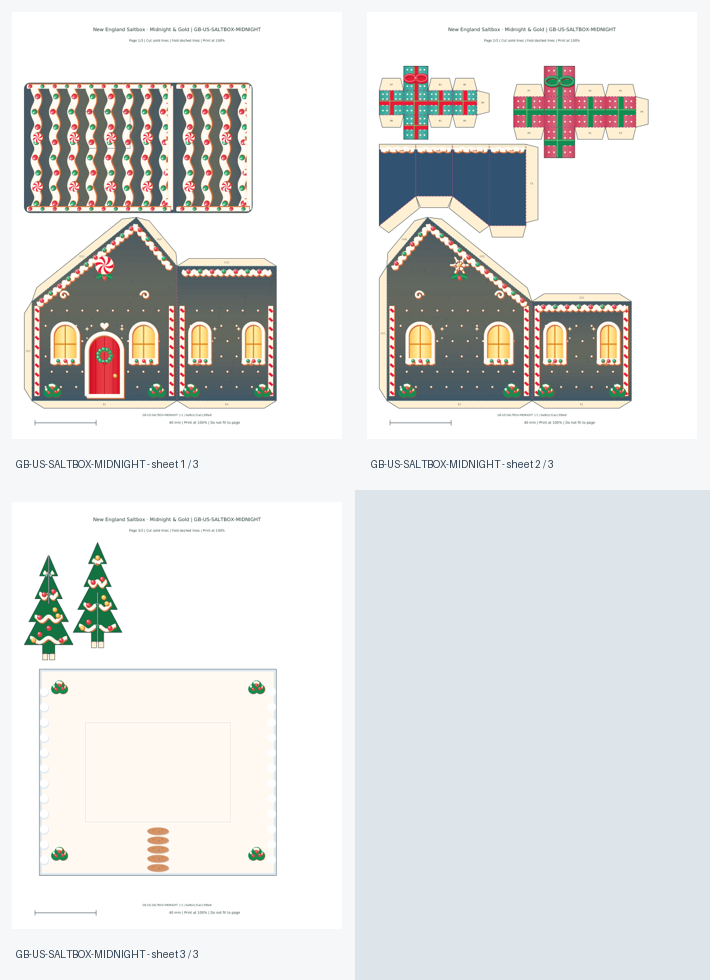 New England Saltbox · Midnight & Gold | GB-US-SALTBOX-MIDNIGHT
Page 1/3 | Cut solid lines | Fold dashed lines | Print at 100%
40 mm | Print at 100% | Do not fit to page
GB-US-SALTBOX-MIDNIGHT - sheet 1 / 3
New England Saltbox · Midnight & Gold | GB-US-SALTBOX-MIDNIGHT
Page 2/3 | Cut solid lines | Fold dashed lines | Print at 100%
40 mm | Print at 100% | Do not fit to page
GB-US-SALTBOX-MIDNIGHT - sheet 2 / 3
New England Saltbox · Midnight & Gold | GB-US-SALTBOX-MIDNIGHT
Page 3/3 | Cut solid lines | Fold dashed lines | Print at 100%
40 mm | Print at 100% | Do not fit to page
GB-US-SALTBOX-MIDNIGHT - sheet 3 / 3